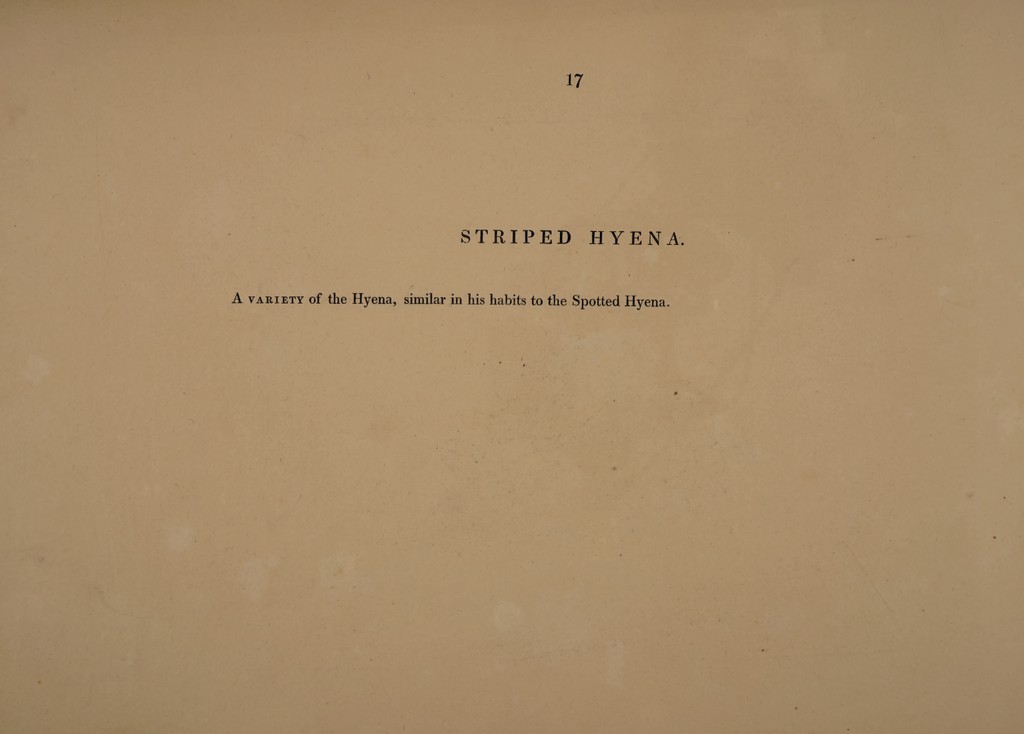 17
STRIPED HYENA.
A VARIETY of the Hyena, similar in his habits to the Spotted Hyena.